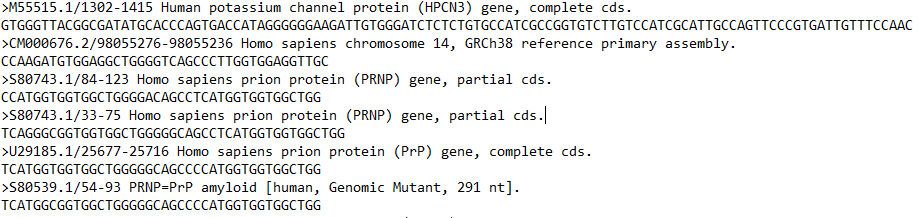 >M55515.1/1302-1415 Human potassium channel protein (HPCN3) gene, complete cds.
GTGGGTTACGGCGATATGCACCCAGTGACCATAGGGGGGAAGATTGTGGGATCTCTCTGTGCCATCGCCGGTGTCTTGTCCATCGCATTGCCAGTTCCCGTGATTGTTTCCAAC
>CM000676.2/98055276-98055236 Homo sapiens chromosome 14, GRCh38 reference primary assembly.
CCAAGATGTGGAGGCTGGGGTCAGCCCTTGGTGGAGGTTGC
>S80743.1/84-123 Homo sapiens prion protein (PRNP) gene, partial cds.
CCATGGTGGTGGCTGGGGACAGCCTCATGGTGGTGGCTGG
>S80743.1/33-75 Homo sapiens prion protein (PRNP) gene, partial cds.
TCAGGGCGGTGGTGGCTGGGGGCAGCCTCATGGTGGTGGCTGG
>U29185.1/25677-25716 Homo sapiens prion protein (PrP) gene, complete cds.
TCATGGTGGTGGCTGGGGGCAGCCCCATGGTGGTGGCTGG
>S80539.1/54-93 PRNP=PrP amyloid [human, Genomic Mutant, 291 nt].
TCATGGCGGTGGCTGGGGGCAGCCCCATGGTGGTGGCTGG